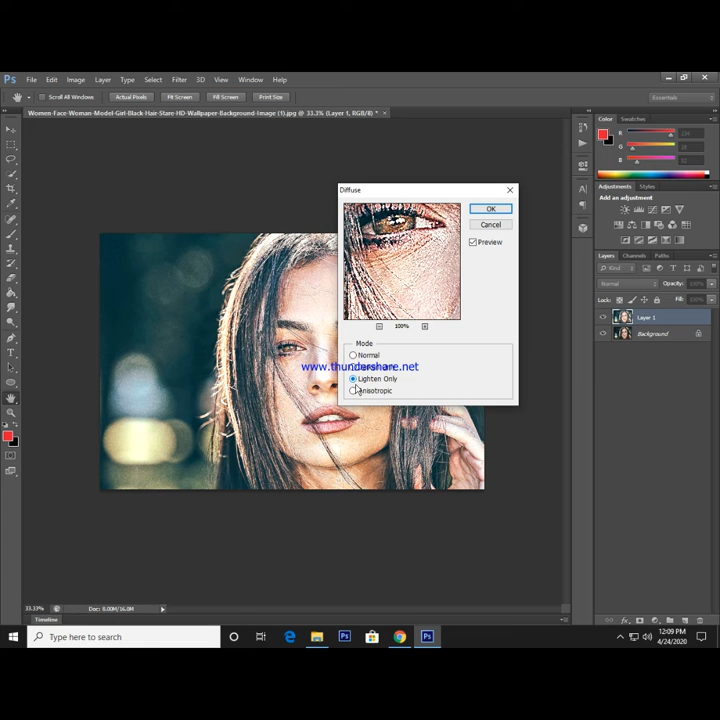 Ps File Edit Image Layer Type Select Filter 3D View Window Help
Scroll All Windows Actual Pixels Fit Screen Fill Screen Print Size Essentials
Women-Face-Woman-Model-Girl-Black-Hair-Stare-HD-Wallpaper-Background-Image (1).jpg @ 33.3% (Layer 1, RGB/8) * ×
Color Swatches
R
G
B
Adjustments Styles
Add an adjustment
Layers Channels Paths
Kind
Normal Opacity:
Lock: Fill:
Layer 1
Background
Diffuse
OK
Cancel
Preview
100%
Mode
Normal
www.thundershare.net
Lighten Only
Anisotropic
33.33% Doc: 8.00M/16.0M
Timeline
Type here to search
Ps
Ps
12:09 PM
4/24/2020